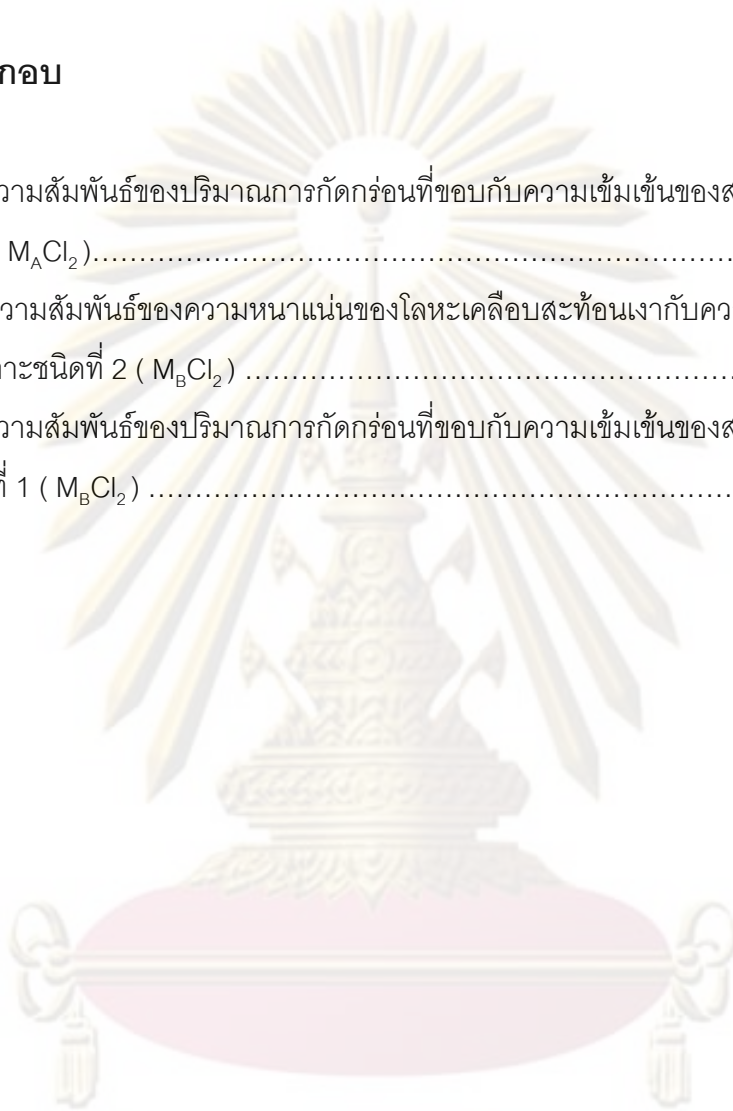 กอบ
วามสัมพันธ์ของปริมาณการกัดกร่อนที่ขอบกับความเข้มเข้นของส
M_ACl_2).......................................................................
วามสัมพันธ์ของความหนาแน่นของโลหะเคลือบสะท้อนเงากับคว
าะชนิดที่ 2 ( M_BCl_2) .......................................................
วามสัมพันธ์ของปริมาณการกัดกร่อนที่ขอบกับความเข้มเข้นของส
ที่ 1 ( M_BCl_2) .................................................................